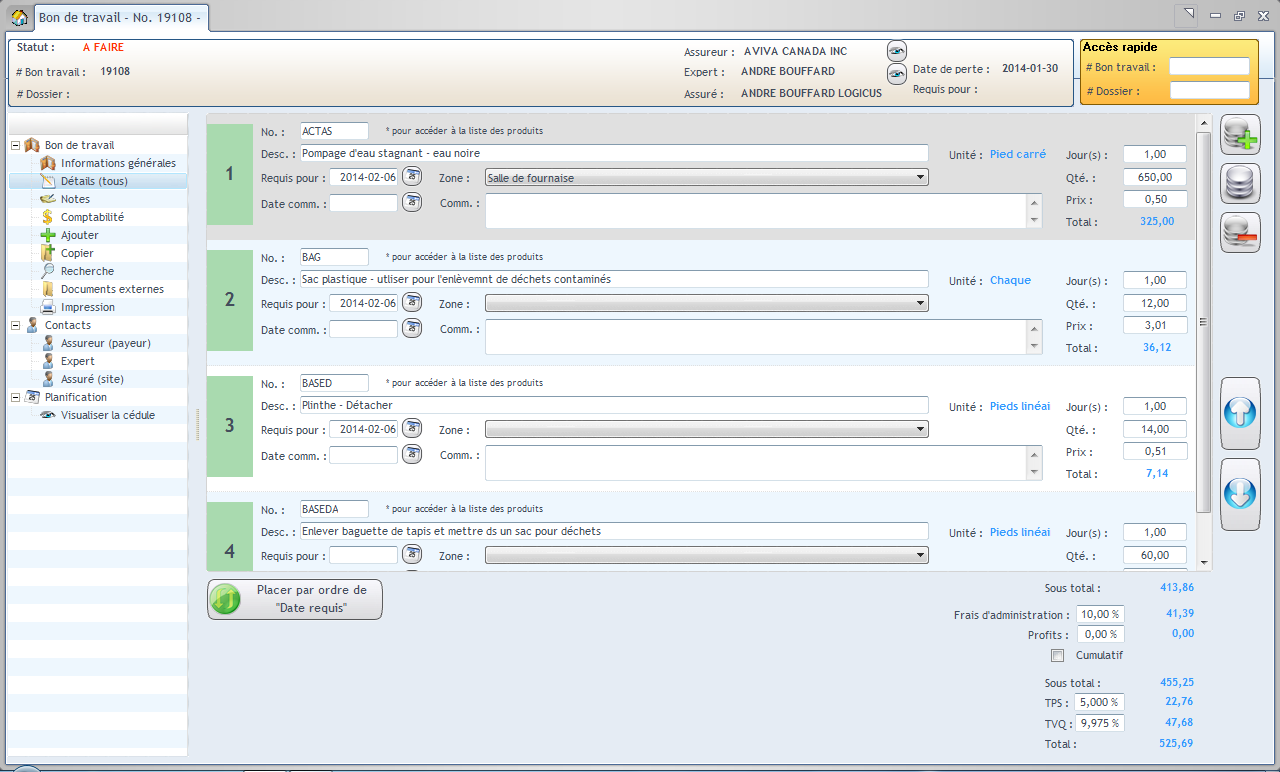 Bon de travail - No. 19108 -
Statut : A FAIRE
# Bon travail : 19108
# Dossier :
Assureur : AVIVA CANADA INC
Expert : ANDRE BOUFFARD
Assuré : ANDRE BOUFFARD LOGICUS
Date de perte : 2014-01-30
Requis pour :
Accès rapide
# Bon travail :
# Dossier :
Bon de travail
Informations générales
Détails (tous)
Notes
Comptabilité
Ajouter
Copier
Recherche
Documents externes
Impression
Contacts
Assureur (payeur)
Expert
Assuré (site)
Planification
Visualiser la cédule
1
No. : ACTAS * pour accéder à la liste des produits
Desc. : Pompage d'eau stagnant - eau noire Unité : Pied carré Jour(s) : 1,00
Requis pour : 2014-02-06 Zone : Salle de fournaise Qté. : 650,00
Date comm. : Comm. : Prix : 0,50
Total : 325,00
2
No. : BAG * pour accéder à la liste des produits
Desc. : Sac plastique - utliser pour l'enlèvemnt de déchets contaminés Unité : Chaque Jour(s) : 1,00
Requis pour : 2014-02-06 Zone : Qté. : 12,00
Date comm. : Comm. : Prix : 3,01
Total : 36,12
3
No. : BASED * pour accéder à la liste des produits
Desc. : Plinthe - Détacher Unité : Pieds linéai Jour(s) : 1,00
Requis pour : 2014-02-06 Zone : Qté. : 14,00
Date comm. : Comm. : Prix : 0,51
Total : 7,14
4
No. : BASEDA * pour accéder à la liste des produits
Desc. : Enlever baguette de tapis et mettre ds un sac pour déchets Unité : Pieds linéai Jour(s) : 1,00
Requis pour : Zone : Qté. : 60,00
Placer par ordre de
"Date requis"
Sous total : 413,86
Frais d'administration : 10,00 % 41,39
Profits : 0,00 % 0,00
Cumulatif
Sous total : 455,25
TPS : 5,000 % 22,76
TVQ : 9,975 % 47,68
Total : 525,69